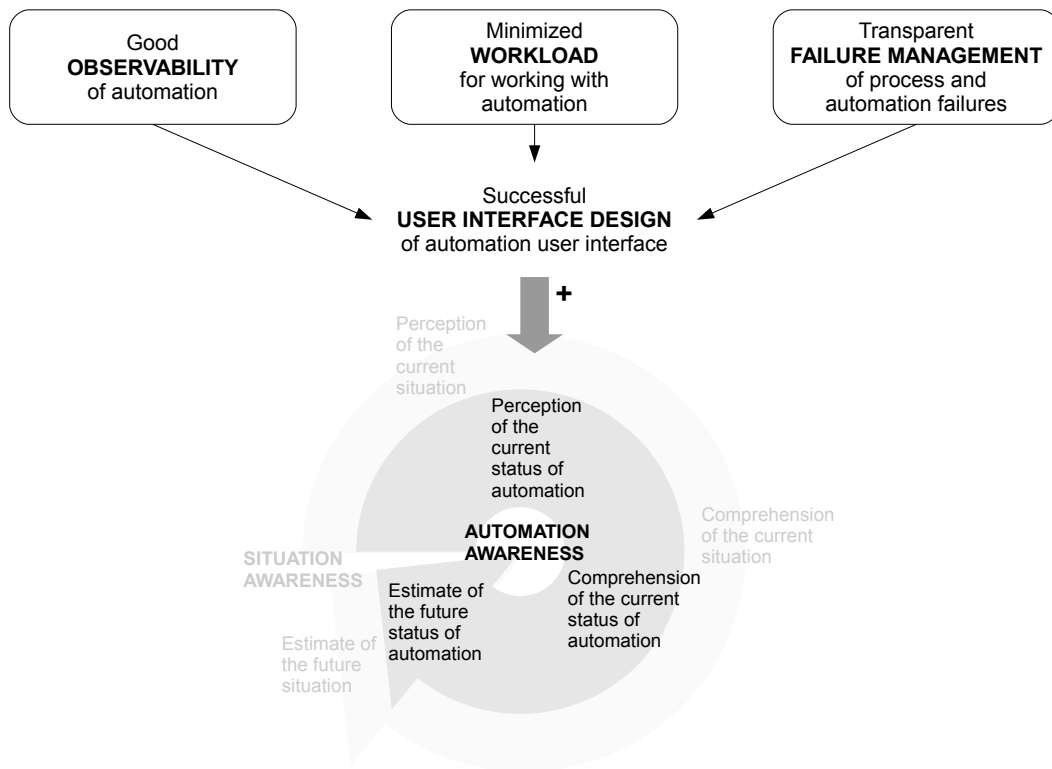 Good
OBSERVABILITY
of automation
Minimized
WORKLOAD
for working with
automation
Transparent
FAILURE MANAGEMENT
of process and
automation failures
Successful
USER INTERFACE DESIGN
of automation user interface
+
Perception
of the
current
situation
Perception
of the
current
status of
automation
Comprehension
of the current
situation
AUTOMATION
AWARENESS
SITUATION
AWARENESS
Comprehension
of the current
status of
automation
Estimate of
the future
status of
automation
Estimate of
the future
situation